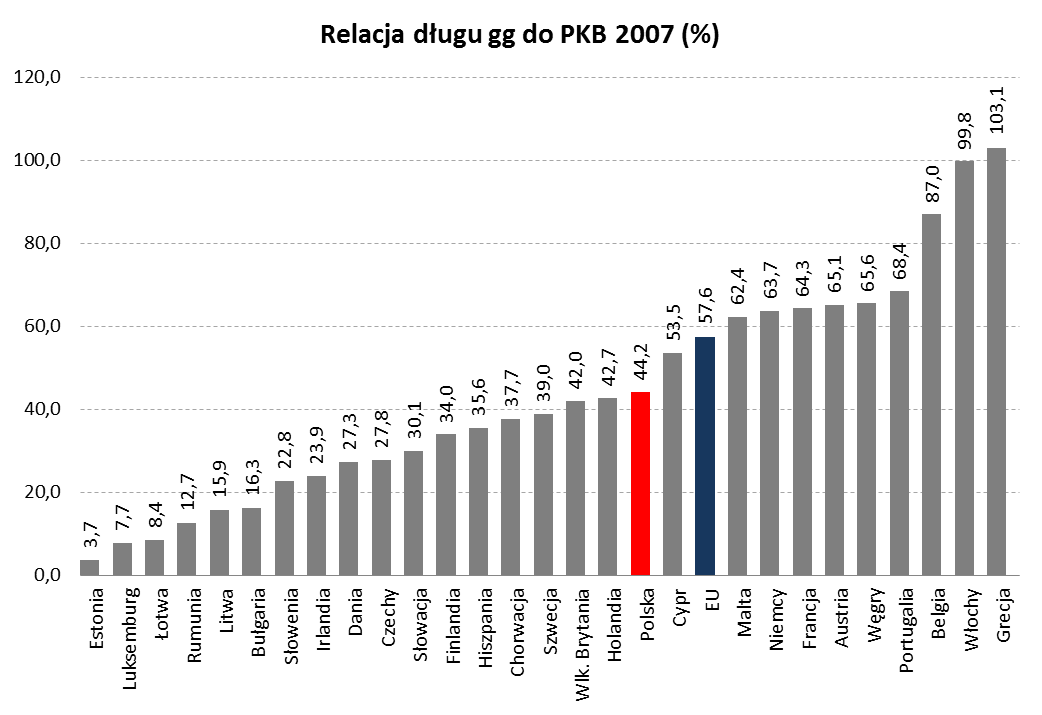 Relacja długu gg do PKB 2007 (%)
120,0
100,0
80,0
60,0
40,0
20,0
0,0
3,7
7,7
8,4
12,7
15,9
16,3
22,8
23,9
27,3
27,8
30,1
34,0
35,6
37,7
39,0
42,0
42,7
44,2
53,5
57,6
62,4
63,7
64,3
65,1
65,6
68,4
87,0
99,8
103,1
Estonia
Luksemburg
Łotwa
Rumunia
Litwa
Bułgaria
Słowenia
Irlandia
Dania
Czechy
Słowacja
Finlandia
Hiszpania
Chorwacja
Szwecja
Wlk. Brytania
Holandia
Polska
Cypr
EU
Malta
Niemcy
Francja
Austria
Węgry
Portugalia
Belgia
Włochy
Grecja